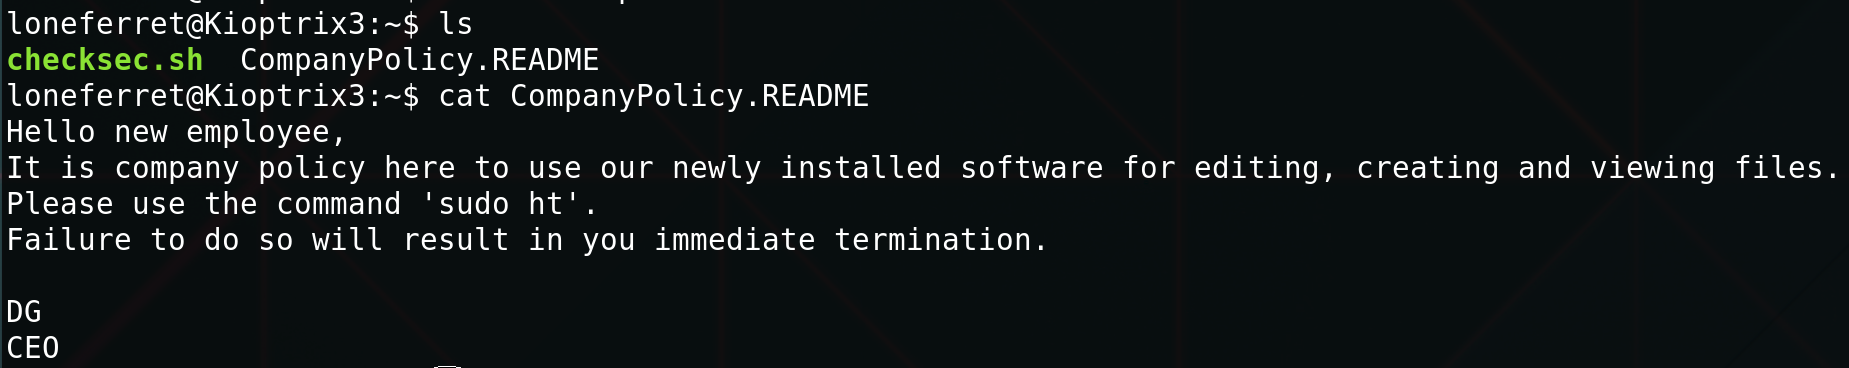 loneferret@Kioptrix3:~$ ls
checksec.sh  CompanyPolicy.README
loneferret@Kioptrix3:~$ cat CompanyPolicy.README
Hello new employee,
It is company policy here to use our newly installed software for editing, creating and viewing files.
Please use the command 'sudo ht'.
Failure to do so will result in you immediate termination.

DG
CEO